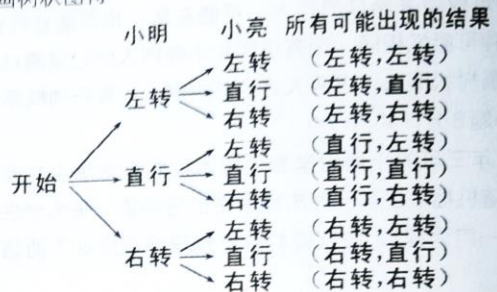 小明 小亮 所有可能出现的结果
左转 (左转,左转)
左转 直行 (左转,直行)
右转 (左转,右转)
左转 (直行,左转)
开始 直行 直行 (直行,直行)
右转 (直行,右转)
左转 (右转,左转)
右转 直行 (右转,直行)
右转 (右转,右转)